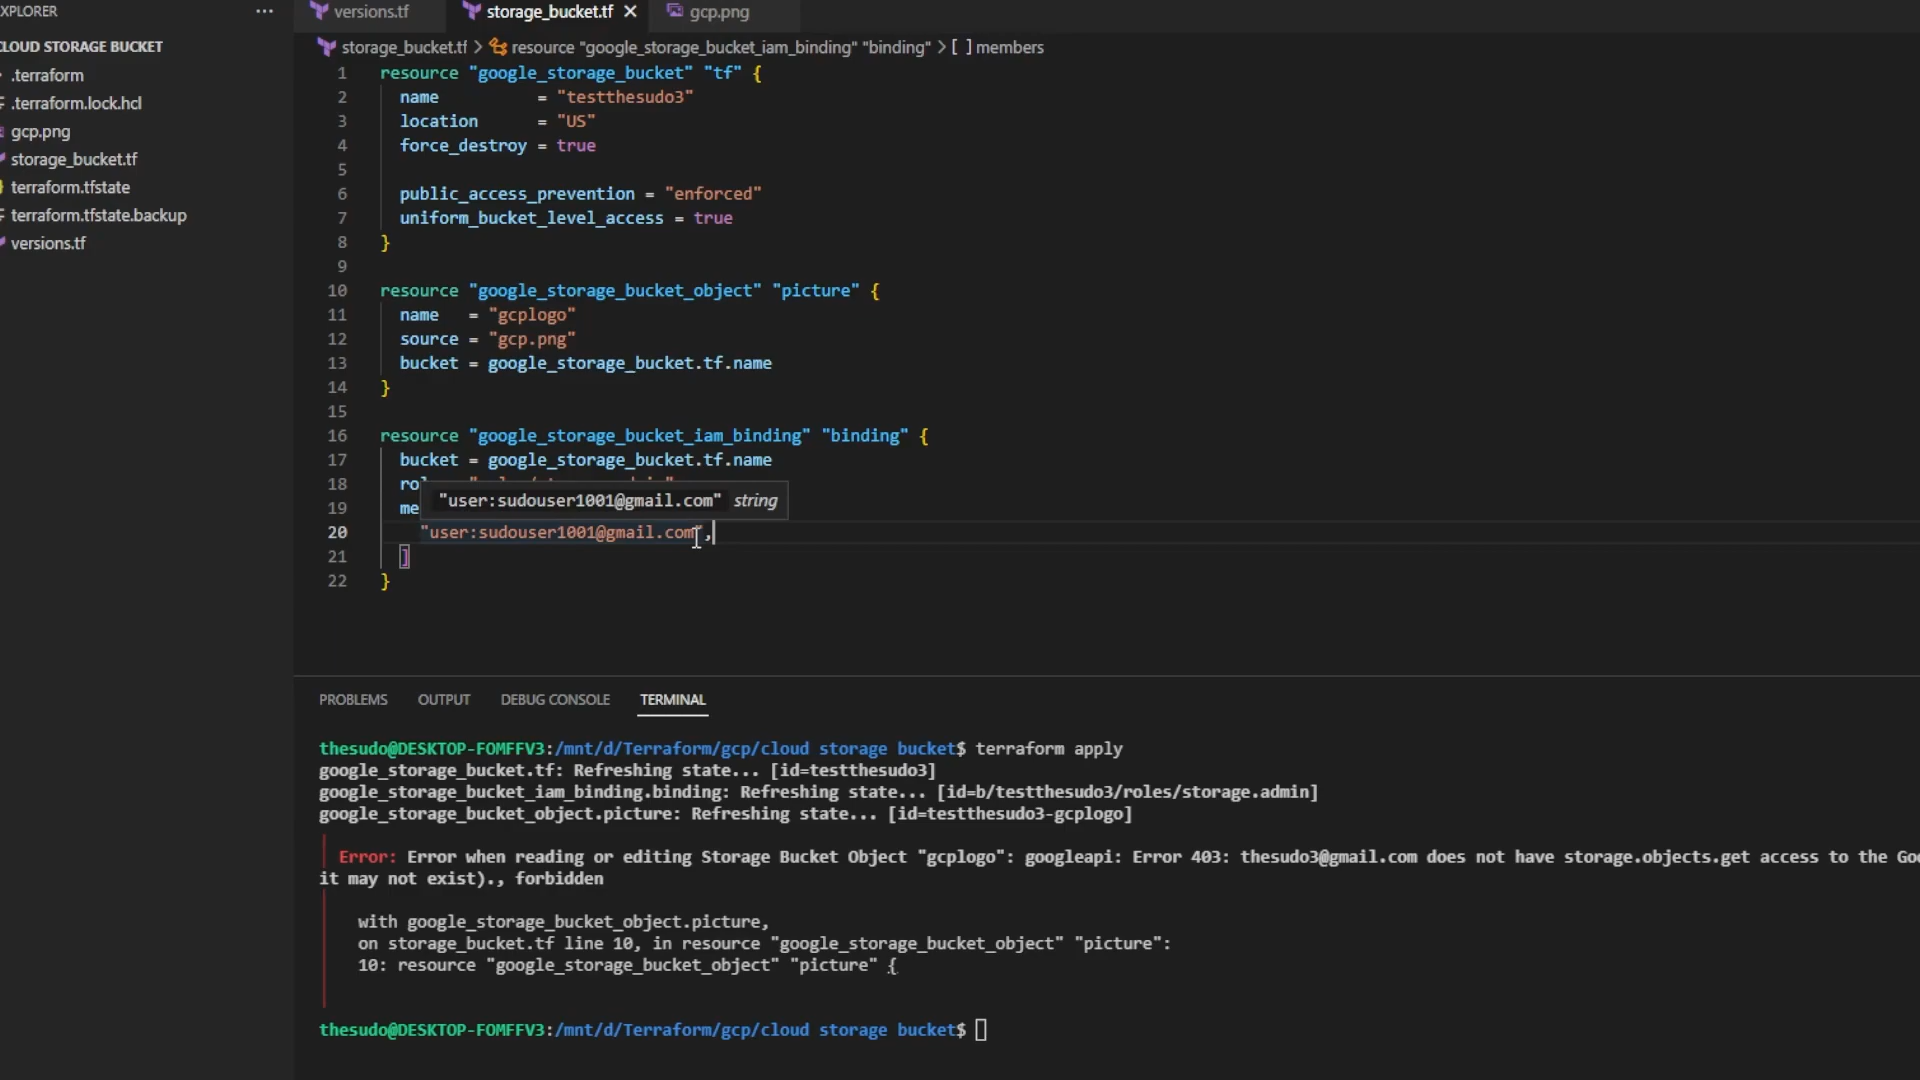 XPLORER
···
versions.tf
storage_bucket.tf
gcp.png
CLOUD STORAGE BUCKET
.terraform
.terraform.lock.hcl
gcp.png
storage_bucket.tf
terraform.tfstate
terraform.tfstate.backup
versions.tf
storage_bucket.tf > resource "google_storage_bucket_iam_binding" "binding" > [ ] members
1 resource "google_storage_bucket" "tf" {
2 name = "testthesudo3"
3 location = "US"
4 force_destroy = true
5
6 public_access_prevention = "enforced"
7 uniform_bucket_level_access = true
8 }
9
10 resource "google_storage_bucket_object" "picture" {
11 name = "gcplogo"
12 source = "gcp.png"
13 bucket = google_storage_bucket.tf.name
14 }
15
16 resource "google_storage_bucket_iam_binding" "binding" {
17 bucket = google_storage_bucket.tf.name
18 ro
"user:sudouser1001@gmail.com" string
19 me
20 "user:sudouser1001@gmail.com",
21 ]
22 }
PROBLEMS OUTPUT DEBUG CONSOLE TERMINAL
thesudo@DESKTOP-FOMFFV3:/mnt/d/Terraform/gcp/cloud storage bucket$ terraform apply
google_storage_bucket.tf: Refreshing state... [id=testthesudo3]
google_storage_bucket_iam_binding.binding: Refreshing state... [id=b/testthesudo3/roles/storage.admin]
google_storage_bucket_object.picture: Refreshing state... [id=testthesudo3-gcplogo]
Error: Error when reading or editing Storage Bucket Object "gcplogo": googleapi: Error 403: thesudo3@gmail.com does not have storage.objects.get access to the Goo
it may not exist)., forbidden
with google_storage_bucket_object.picture,
on storage_bucket.tf line 10, in resource "google_storage_bucket_object" "picture":
10: resource "google_storage_bucket_object" "picture" {
thesudo@DESKTOP-FOMFFV3:/mnt/d/Terraform/gcp/cloud storage bucket$